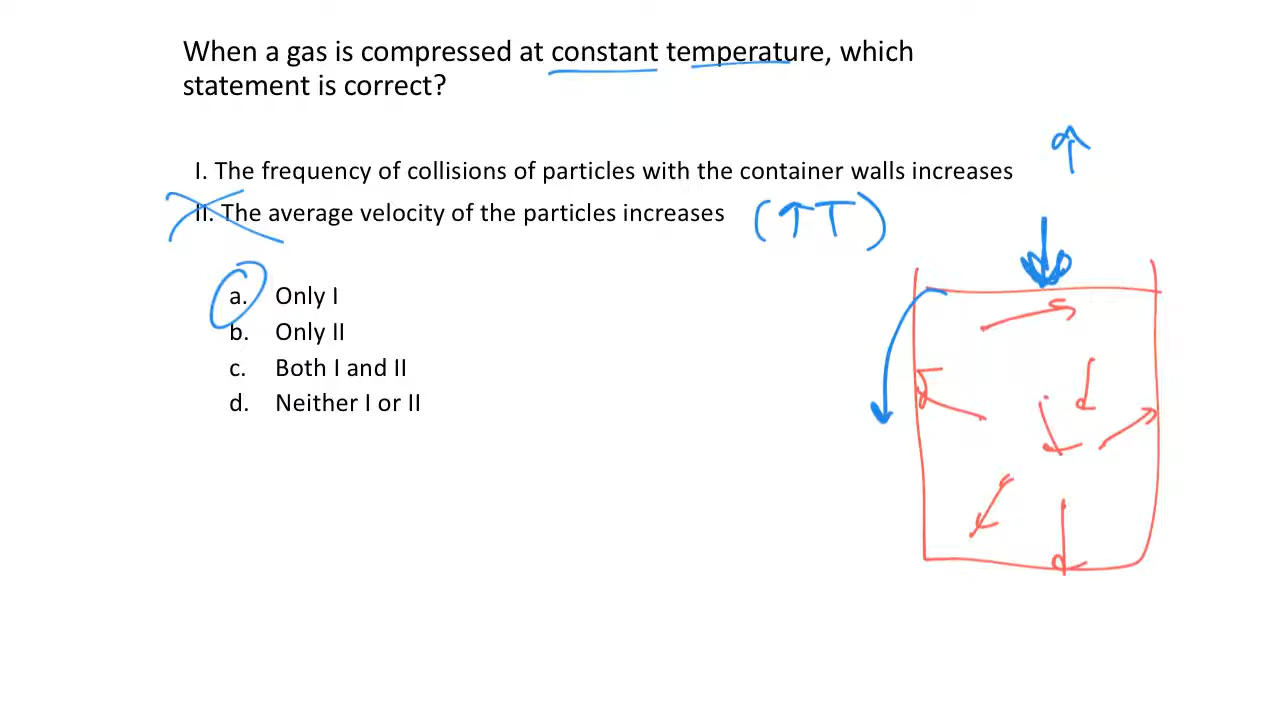 When a gas is compressed at constant temperature, which
statement is correct?
I. The frequency of collisions of particles with the container walls increases
↑
II. The average velocity of the particles increases (↑T)
a. Only I
b. Only II
c. Both I and II
d. Neither I or II